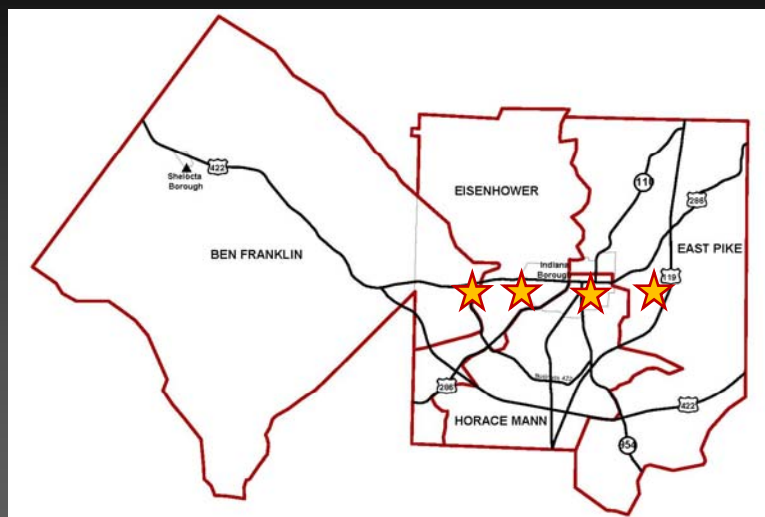 422
Shelocta
Borough
BEN FRANKLIN
EISENHOWER
110
286
EAST PIKE
Indiana
Borough
119
Business 422
286
HORACE MANN
422
954